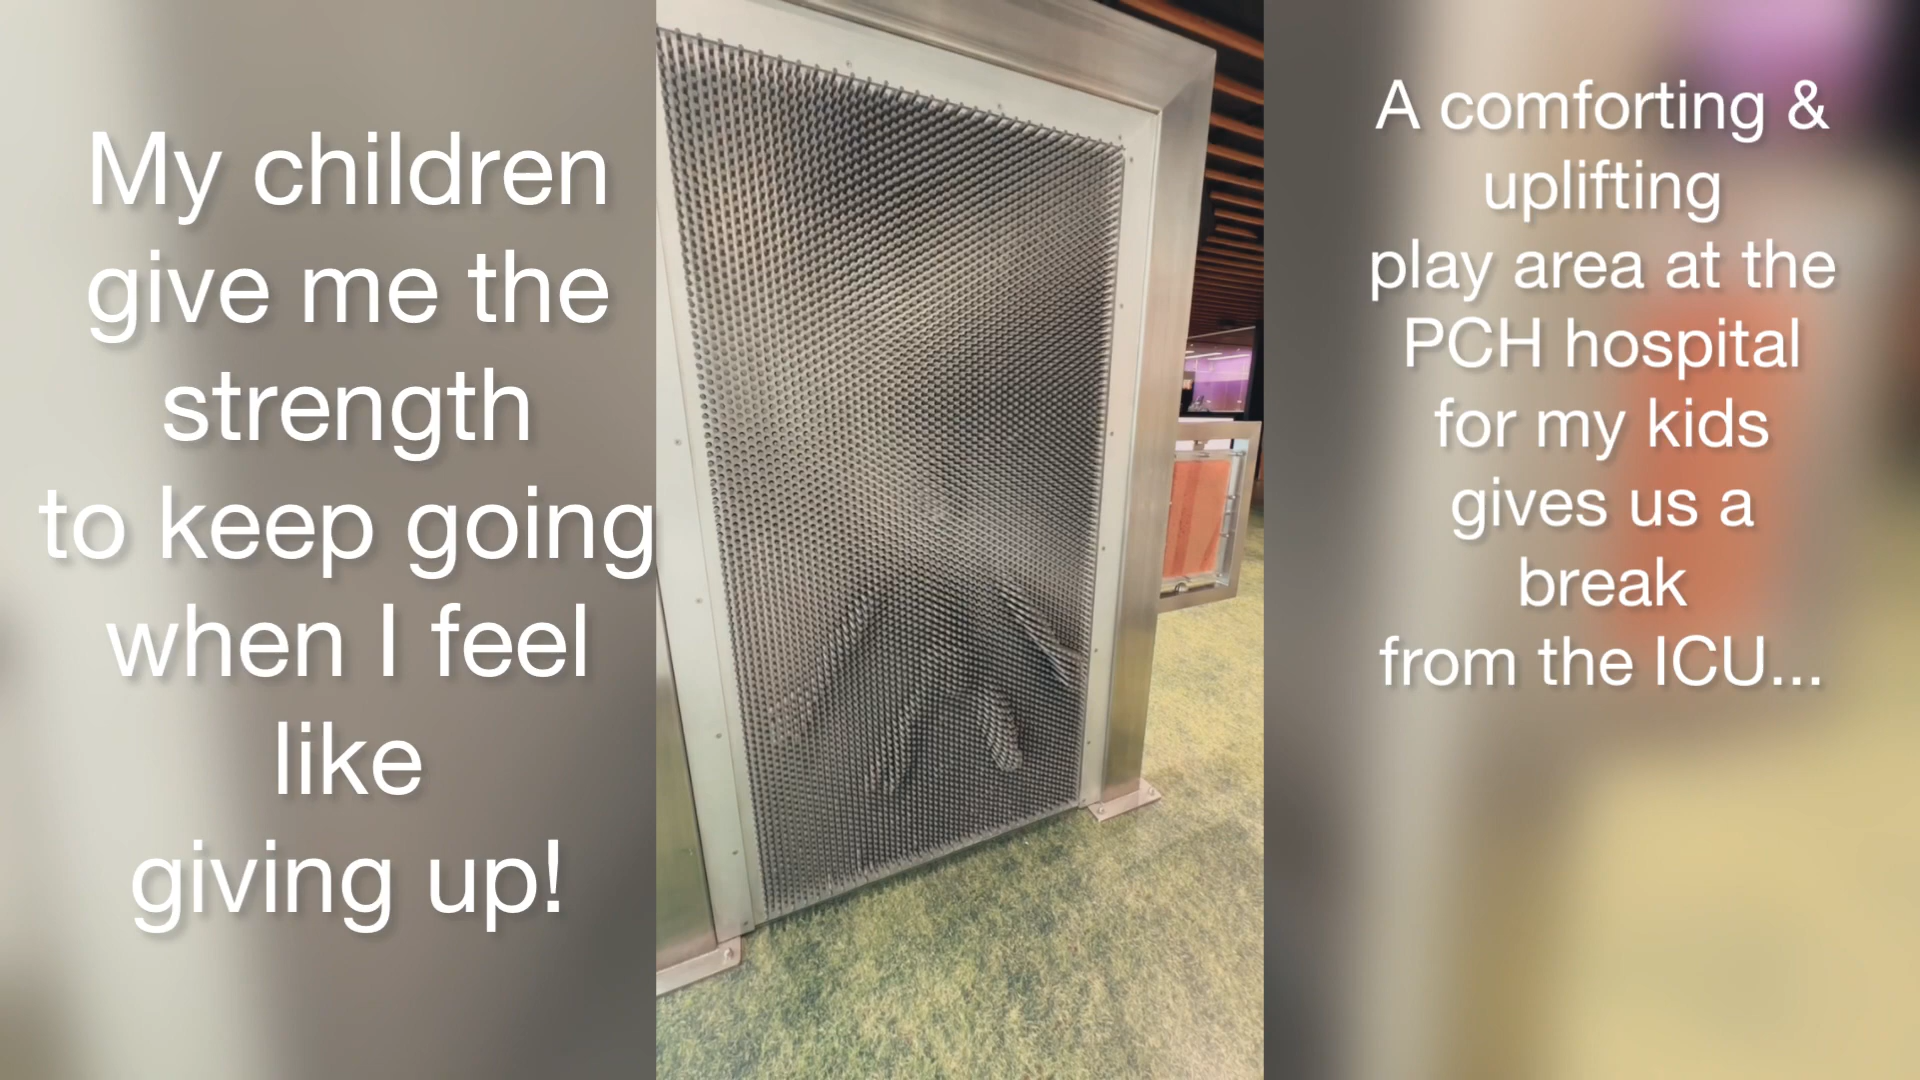 My children
give me the
strength
to keep going
when I feel
like
giving up!
A comforting &
uplifting
play area at the
PCH hospital
for my kids
gives us a
break
from the ICU...